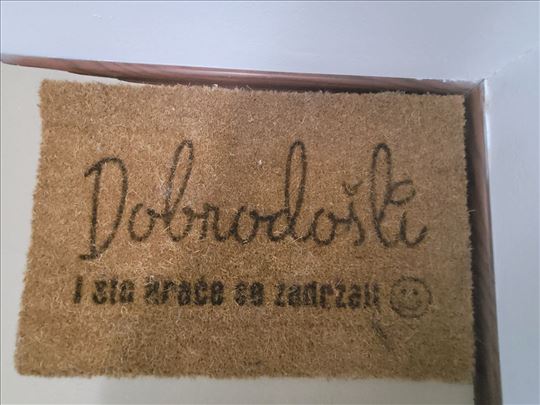 Dobrodošli
I što kraće se zadržali